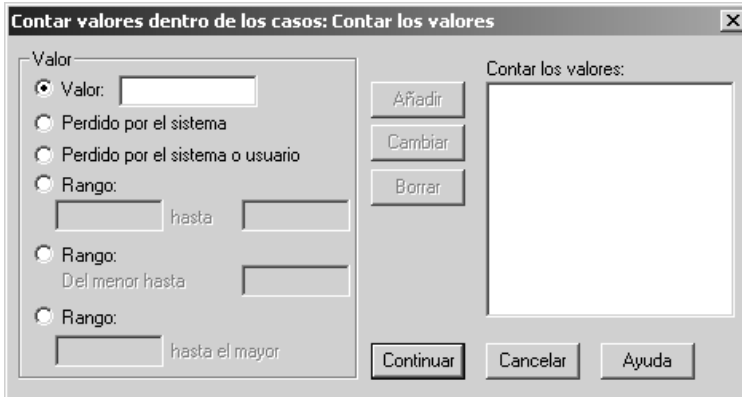 Contar valores dentro de los casos: Contar los valores
Valor
Valor:
Perdido por el sistema
Perdido por el sistema o usuario
Rango:
hasta
Rango:
Del menor hasta
Rango:
hasta el mayor
Añadir
Cambiar
Borrar
Contar los valores:
Continuar
Cancelar
Ayuda